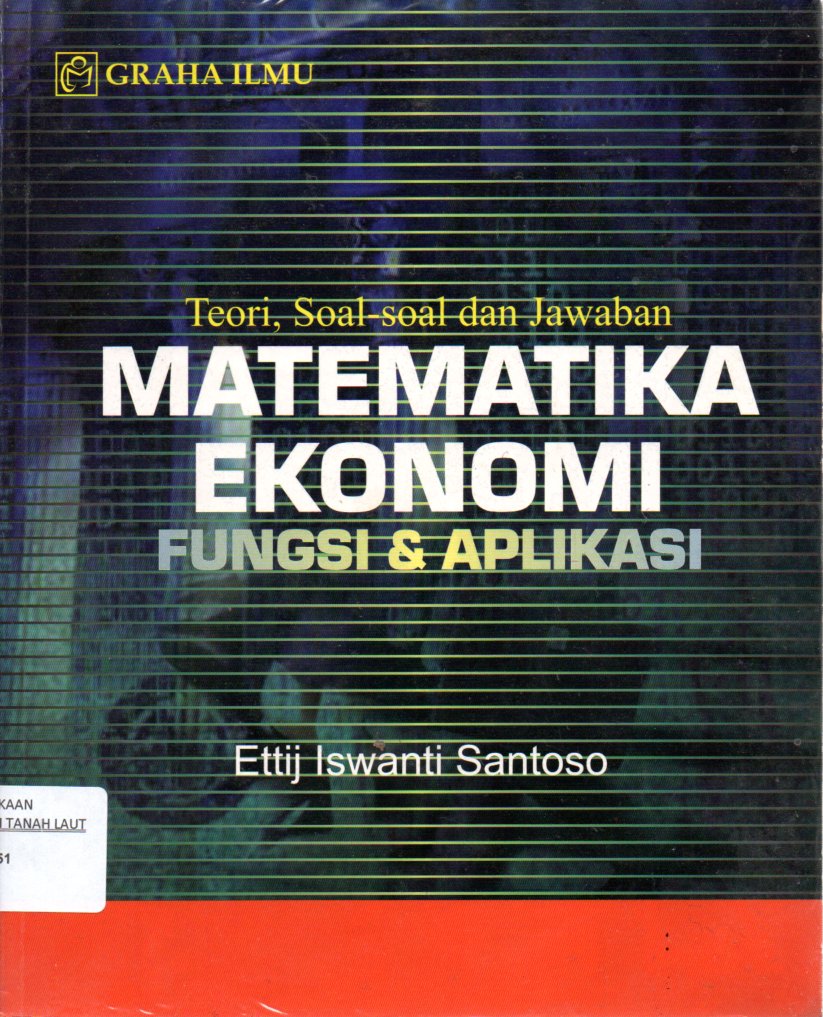 GRAHA ILMU
Teori, Soal-soal dan Jawaban
MATEMATIKA
EKONOMI
FUNGSI & APLIKASI
Ettij Iswanti Santoso
KAAN
TANAH LAUT
51